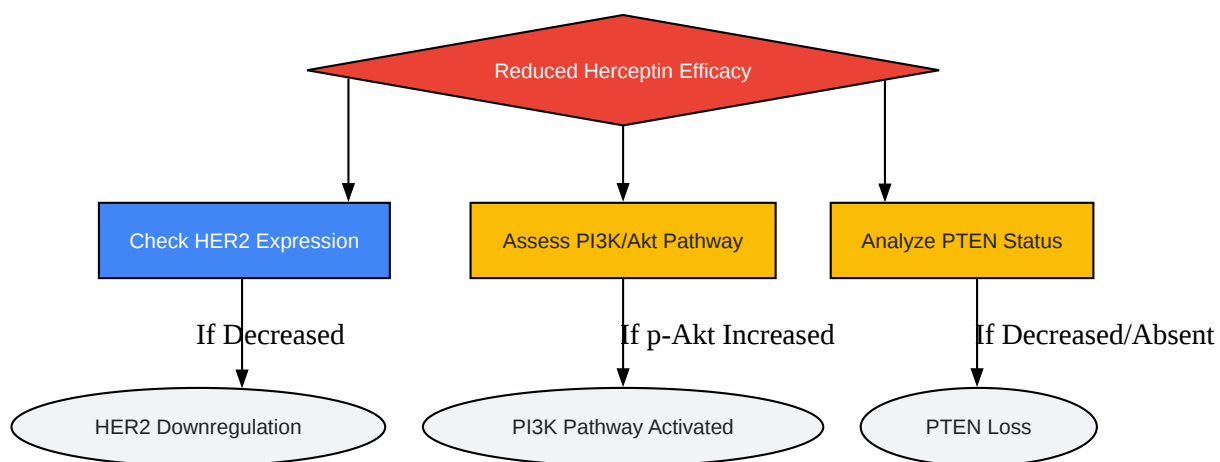 Reduced Herceptin Efficacy
Check HER2 Expression
Assess PI3K/Akt Pathway
Analyze PTEN Status
If Decreased
If p-Akt Increased
If Decreased/Absent
HER2 Downregulation
PI3K Pathway Activated
PTEN Loss